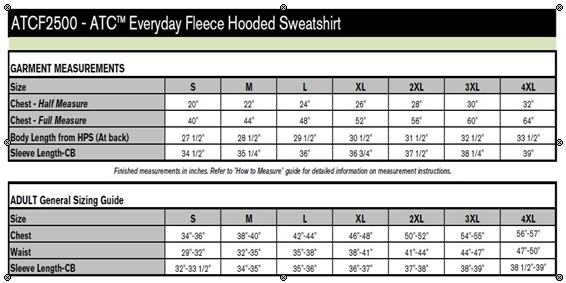 ATCF2500 - ATC™ Everyday Fleece Hooded Sweatshirt
GARMENT MEASUREMENTS
Size S M L XL 2XL 3XL 4XL
Chest - Half Measure 20" 22" 24" 26" 28" 30" 32"
Chest - Full Measure 40" 44" 48" 52" 56" 60" 64"
Body Length from HPS (At back) 27 1/2" 28 1/2" 29 1/2" 30 1/2" 31 1/2" 32 1/2" 33 1/2"
Sleeve Length-CB 34 1/2" 35 1/4" 36" 36 3/4" 37 1/2" 38 1/4" 39"
Finished measurements in inches. Refer to "How to Measure" guide for detailed information on measurement instructions.
ADULT General Sizing Guide
Size S M L XL 2XL 3XL 4XL
Chest 34"-36" 38"-40" 42"-44" 46"-48" 50"-52" 54"-55" 56"-57"
Waist 29"-32" 32"-35" 35"-38" 38"-41" 41"-44" 44"-47" 47"-50"
Sleeve Length-CB 32"-33 1/2" 34"-35" 35"-36" 36"-37" 37"-38" 38"-39" 38 1/2"-39"